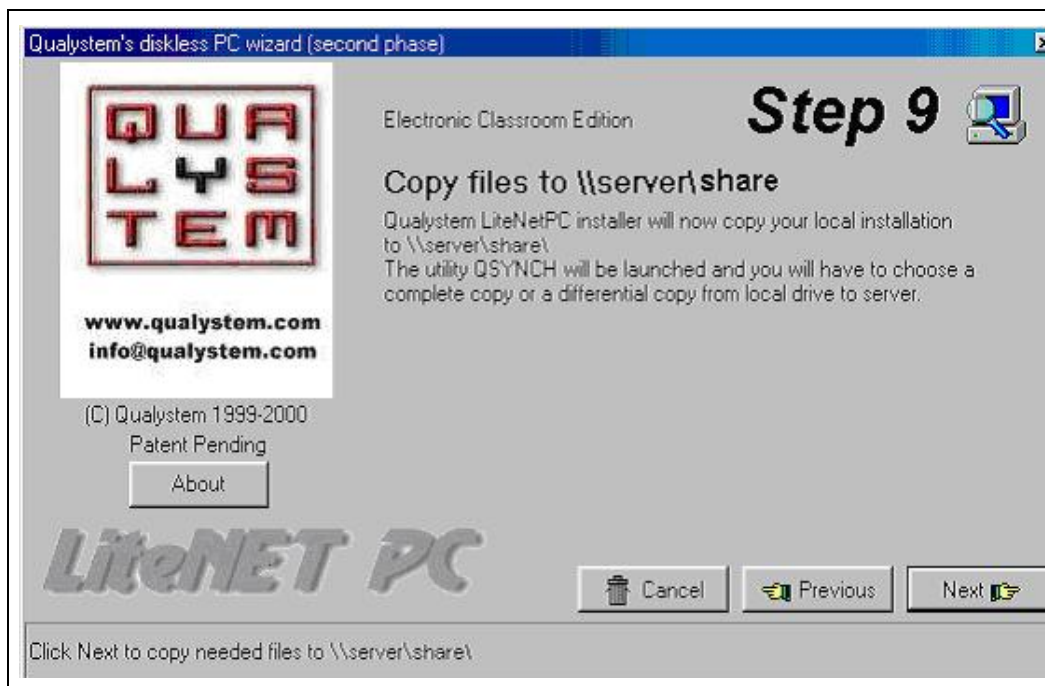 Qualystem's diskless PC wizard (second phase)
QUA
LYS
TEM
www.qualystem.com
info@qualystem.com
(C) Qualystem 1999-2000
Patent Pending
About
Electronic Classroom Edition
Step 9
Copy files to \\server\share
Qualystem LiteNetPC installer will now copy your local installation
to \\server\share\
The utility QSYNCH will be launched and you will have to choose a
complete copy or a differential copy from local drive to server.
LiteNET PC
Cancel
Previous
Next
Click Next to copy needed files to \\server\share\